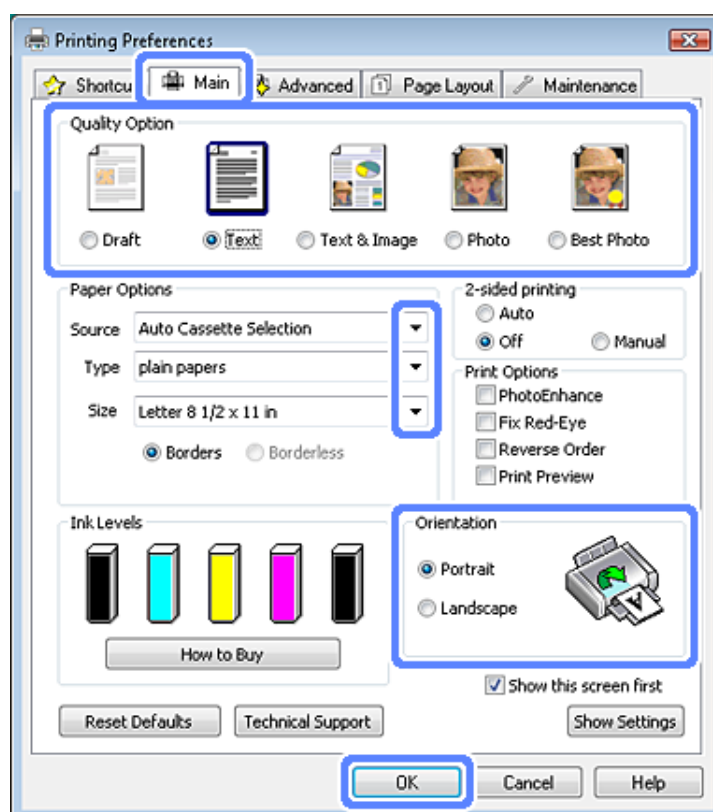 Printing Preferences
Shortcu Main Advanced 1 Page Layout Maintenance
Quality Option
Draft Text Text & Image Photo Best Photo
Paper Options
Source Auto Cassette Selection
Type plain papers
Size Letter 8 1/2 x 11 in
Borders Borderless
2-sided printing
Auto
Off Manual
Print Options
PhotoEnhance
Fix Red-Eye
Reverse Order
Print Preview
Ink Levels
How to Buy
Orientation
Portrait
Landscape
A
Show this screen first
Reset Defaults Technical Support Show Settings
OK Cancel Help